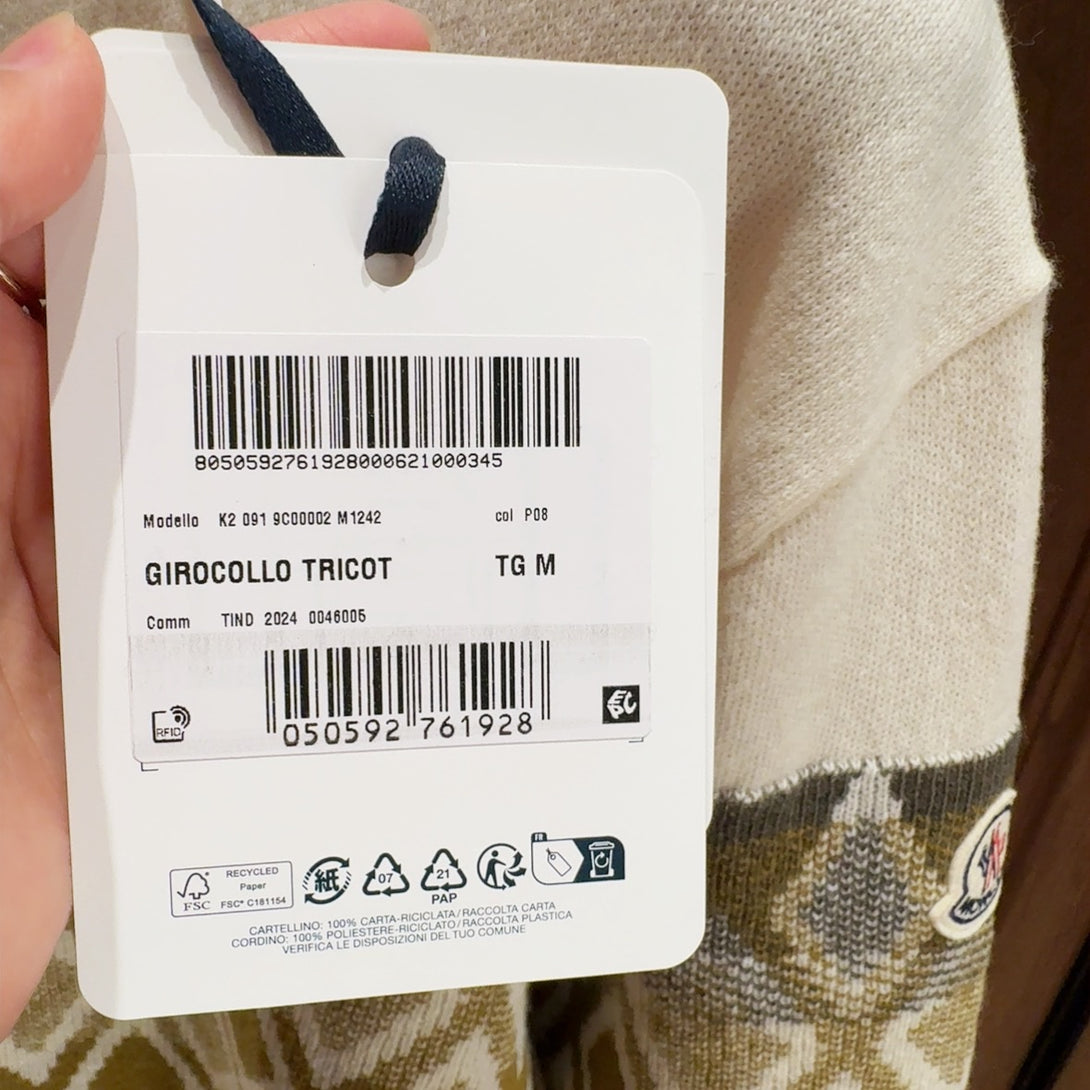 8050592761928000621000345
Modello K2 091 9C00002 M1242 col P08
GIROCOLLO TRICOT TG M
Comm TIND 2024 0046005
RFID
050592 761928
EPC
FR
RECYCLED
Paper
FSC® C181154
FSC
紙
07
21
PAP
CARTELLINO: 100% CARTA-RICICLATA/RACCOLTA CARTA
CORDINO: 100% POLIESTERE-RICICLATO/RACCOLTA PLASTICA
VERIFICA LE DISPOSIZIONI DEL TUO COMUNE